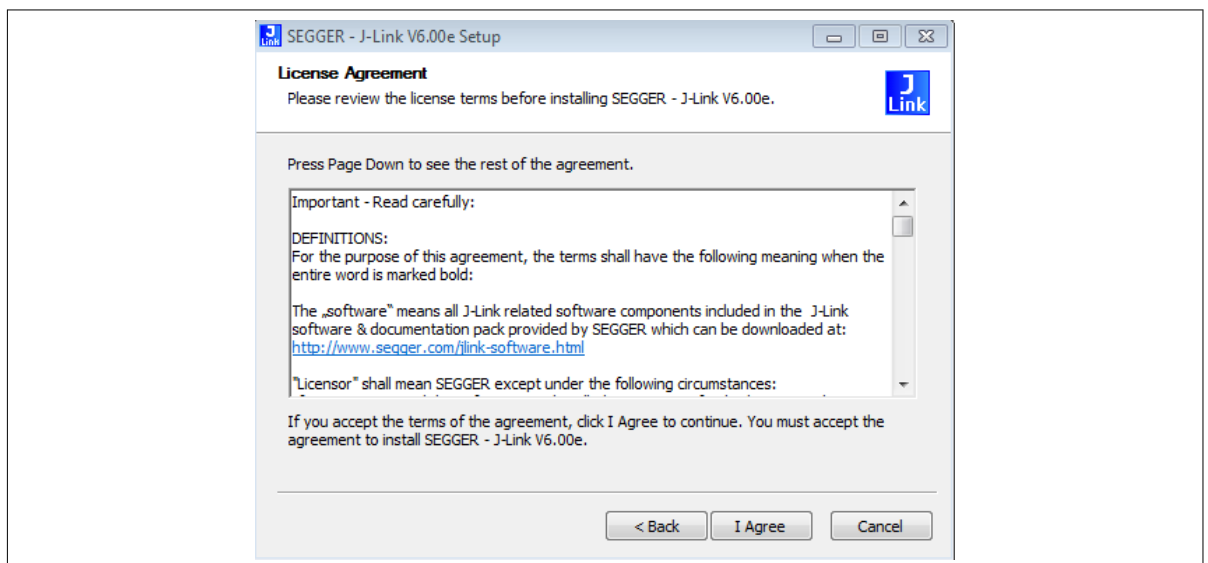 J
Link
SEGGER - J-Link V6.00e Setup
License Agreement
Please review the license terms before installing SEGGER - J-Link V6.00e.
J
Link
Press Page Down to see the rest of the agreement.
Important - Read carefully:
DEFINITIONS:
For the purpose of this agreement, the terms shall have the following meaning when the
entire word is marked bold:
The „software“ means all J-Link related software components included in the  J-Link
software & documentation pack provided by SEGGER which can be downloaded at:
http://www.segger.com/jlink-software.html
"Licensor" shall mean SEGGER except under the following circumstances:
If you accept the terms of the agreement, click I Agree to continue. You must accept the
agreement to install SEGGER - J-Link V6.00e.
< Back
I Agree
Cancel